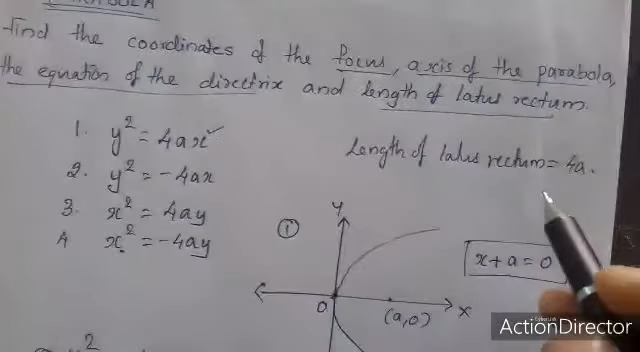 Find the coordinates of the focus, axis of the parabola,
the equation of the directrix and length of latus rectum.
1. y² = 4ax
2. y² = -4ax
3. x² = 4ay
4 x² = -4ay
Length of latus rectum = 4a.
①
y
x + a = 0
0
(a,0)
x
2
ActionDirector